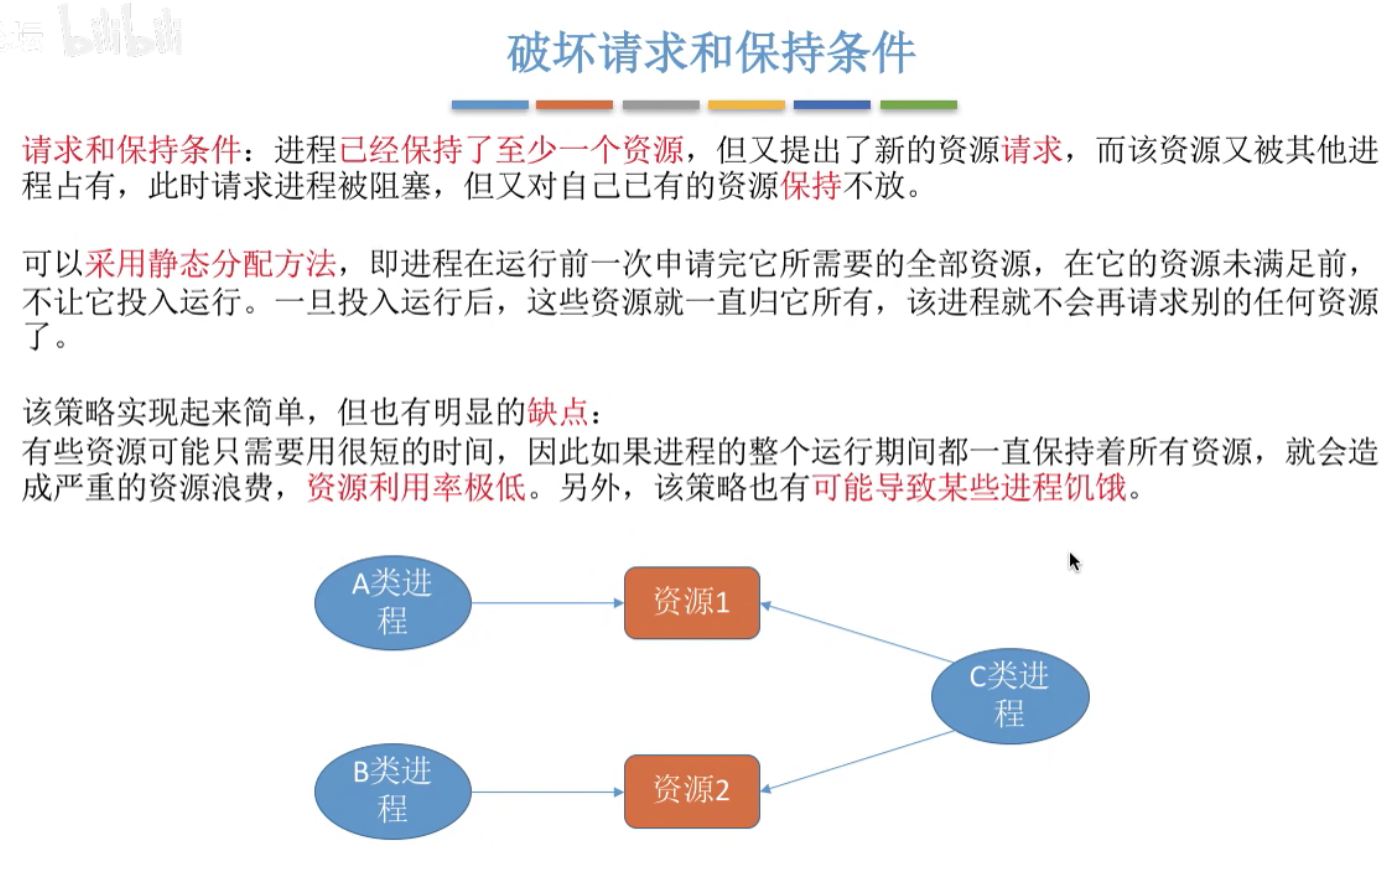 论坛 bilibili
破坏请求和保持条件
请求和保持条件：进程已经保持了至少一个资源，但又提出了新的资源请求，而该资源又被其他进
程占有，此时请求进程被阻塞，但又对自己已有的资源保持不放。
可以采用静态分配方法，即进程在运行前一次申请完它所需要的全部资源，在它的资源未满足前，
不让它投入运行。一旦投入运行后，这些资源就一直归它所有，该进程就不会再请求别的任何资源
了。
该策略实现起来简单，但也有明显的缺点：
有些资源可能只需要用很短的时间，因此如果进程的整个运行期间都一直保持着所有资源，就会造
成严重的资源浪费，资源利用率极低。另外，该策略也有可能导致某些进程饥饿。
A类进
程
资源1
C类进
程
B类进
程
资源2